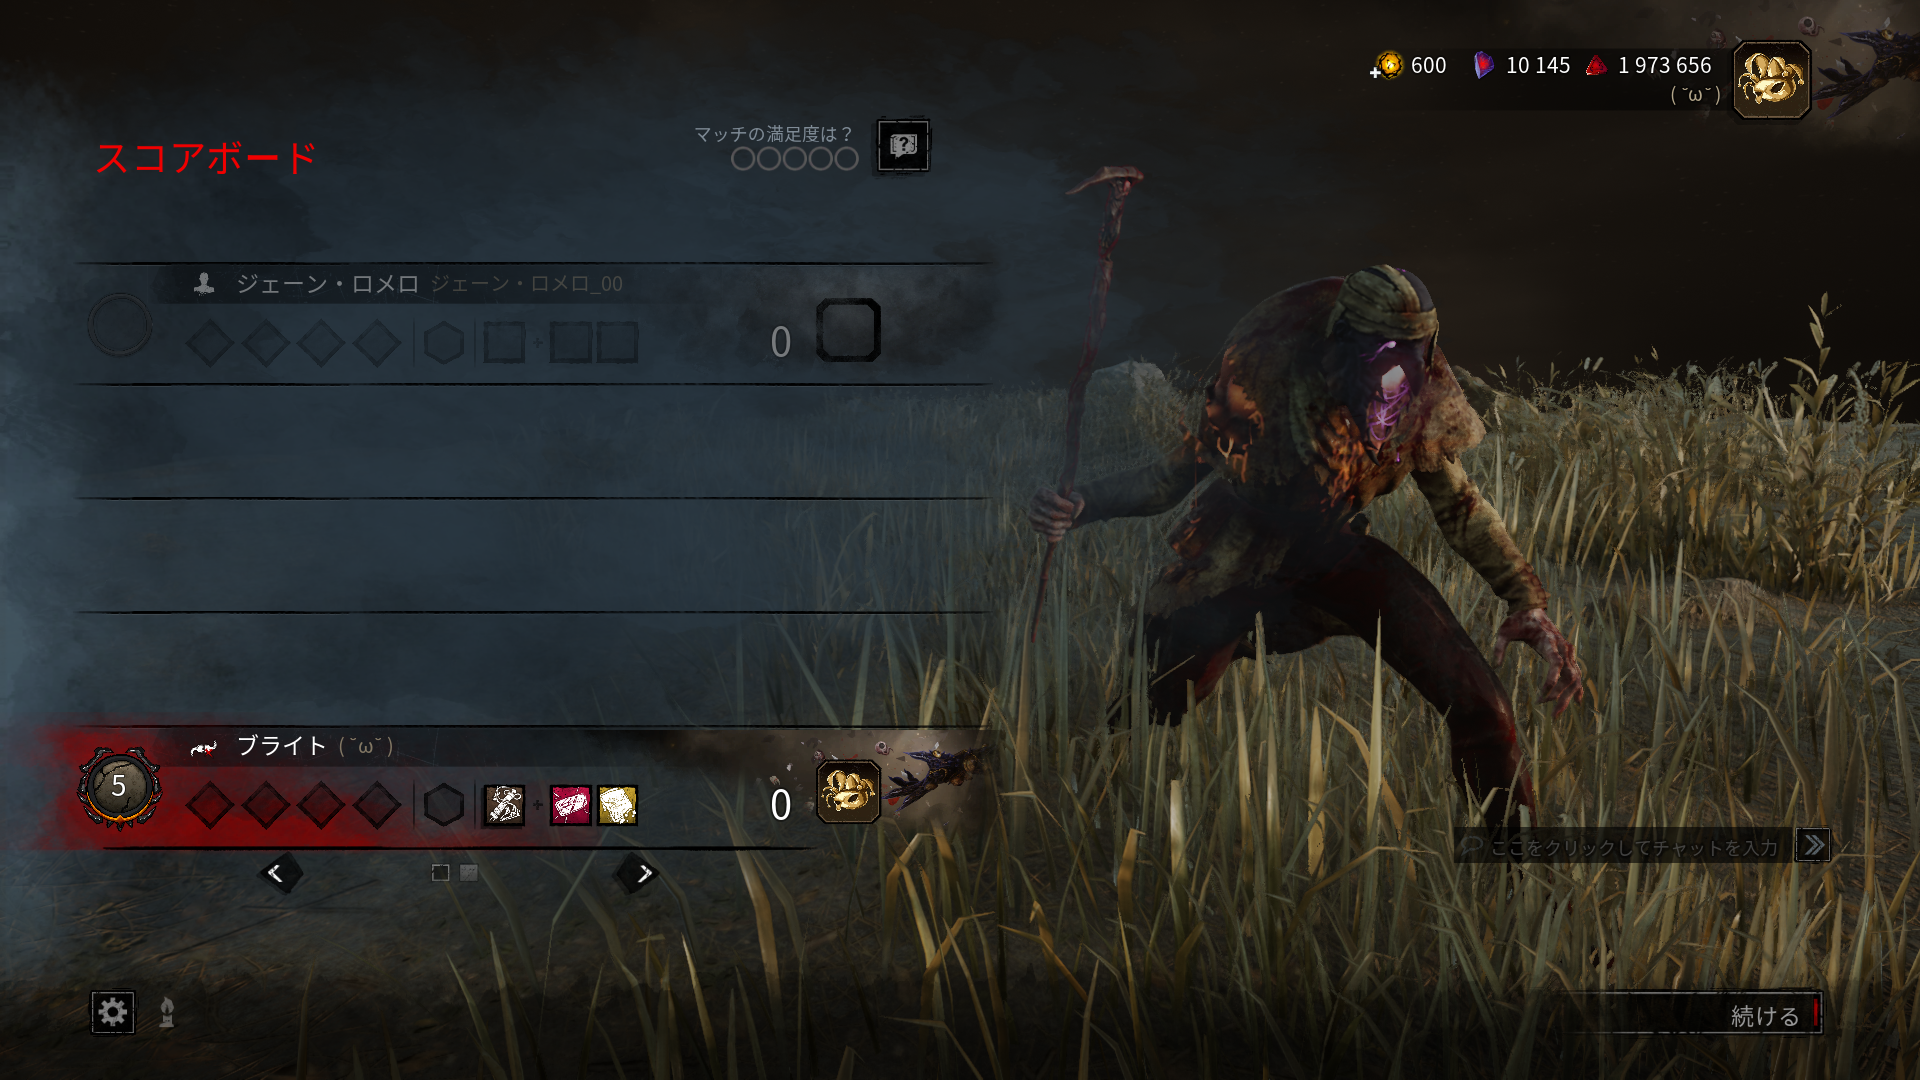 600 10 145 1 973 656
(˘ω˘)
スコアボード
マッチの満足度は？
ジェーン・ロメロ ジェーン・ロメロ_00
0
ブライト (˘ω˘)
5
0
ここをクリックしてチャットを入力
続ける